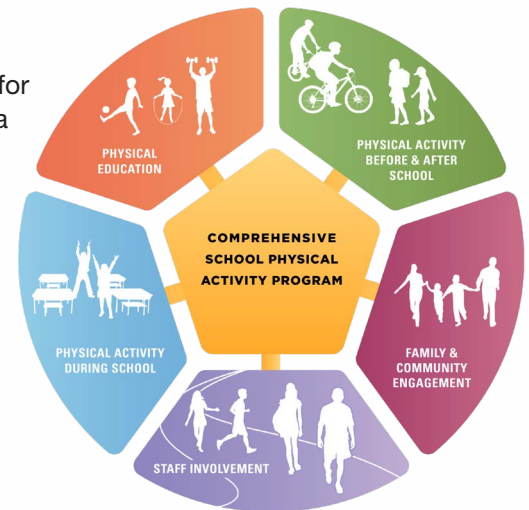 for
a
PHYSICAL
EDUCATION
PHYSICAL ACTIVITY
BEFORE & AFTER
SCHOOL
COMPREHENSIVE
SCHOOL PHYSICAL
ACTIVITY PROGRAM
PHYSICAL ACTIVITY
DURING SCHOOL
FAMILY &
COMMUNITY
ENGAGEMENT
STAFF INVOLVEMENT